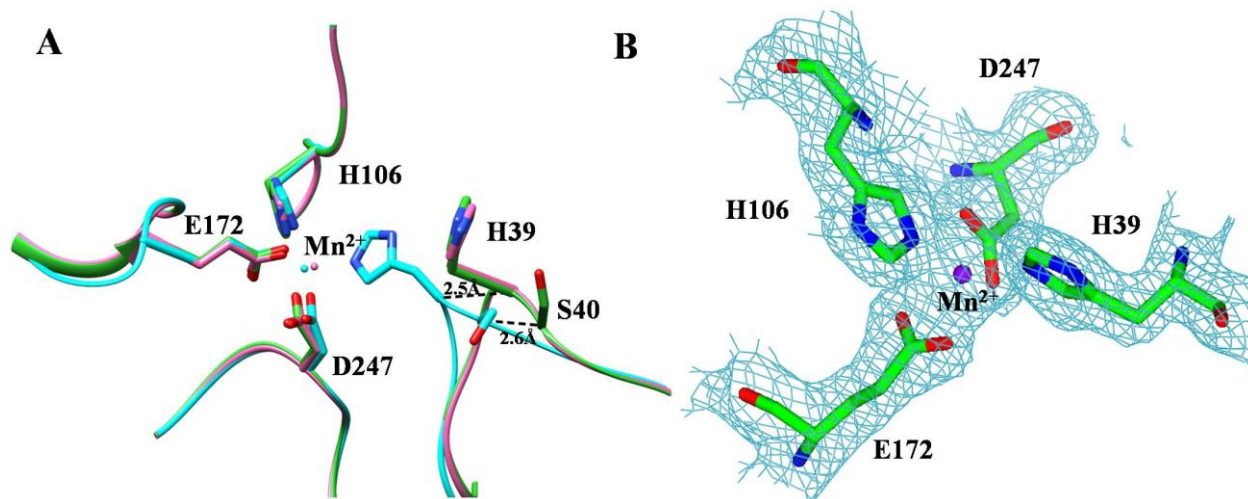 A
H106
E172
Mn²⁺
H39
2.5Å
S40
2.6Å
D247
B
D247
H106
H39
Mn²⁺
E172